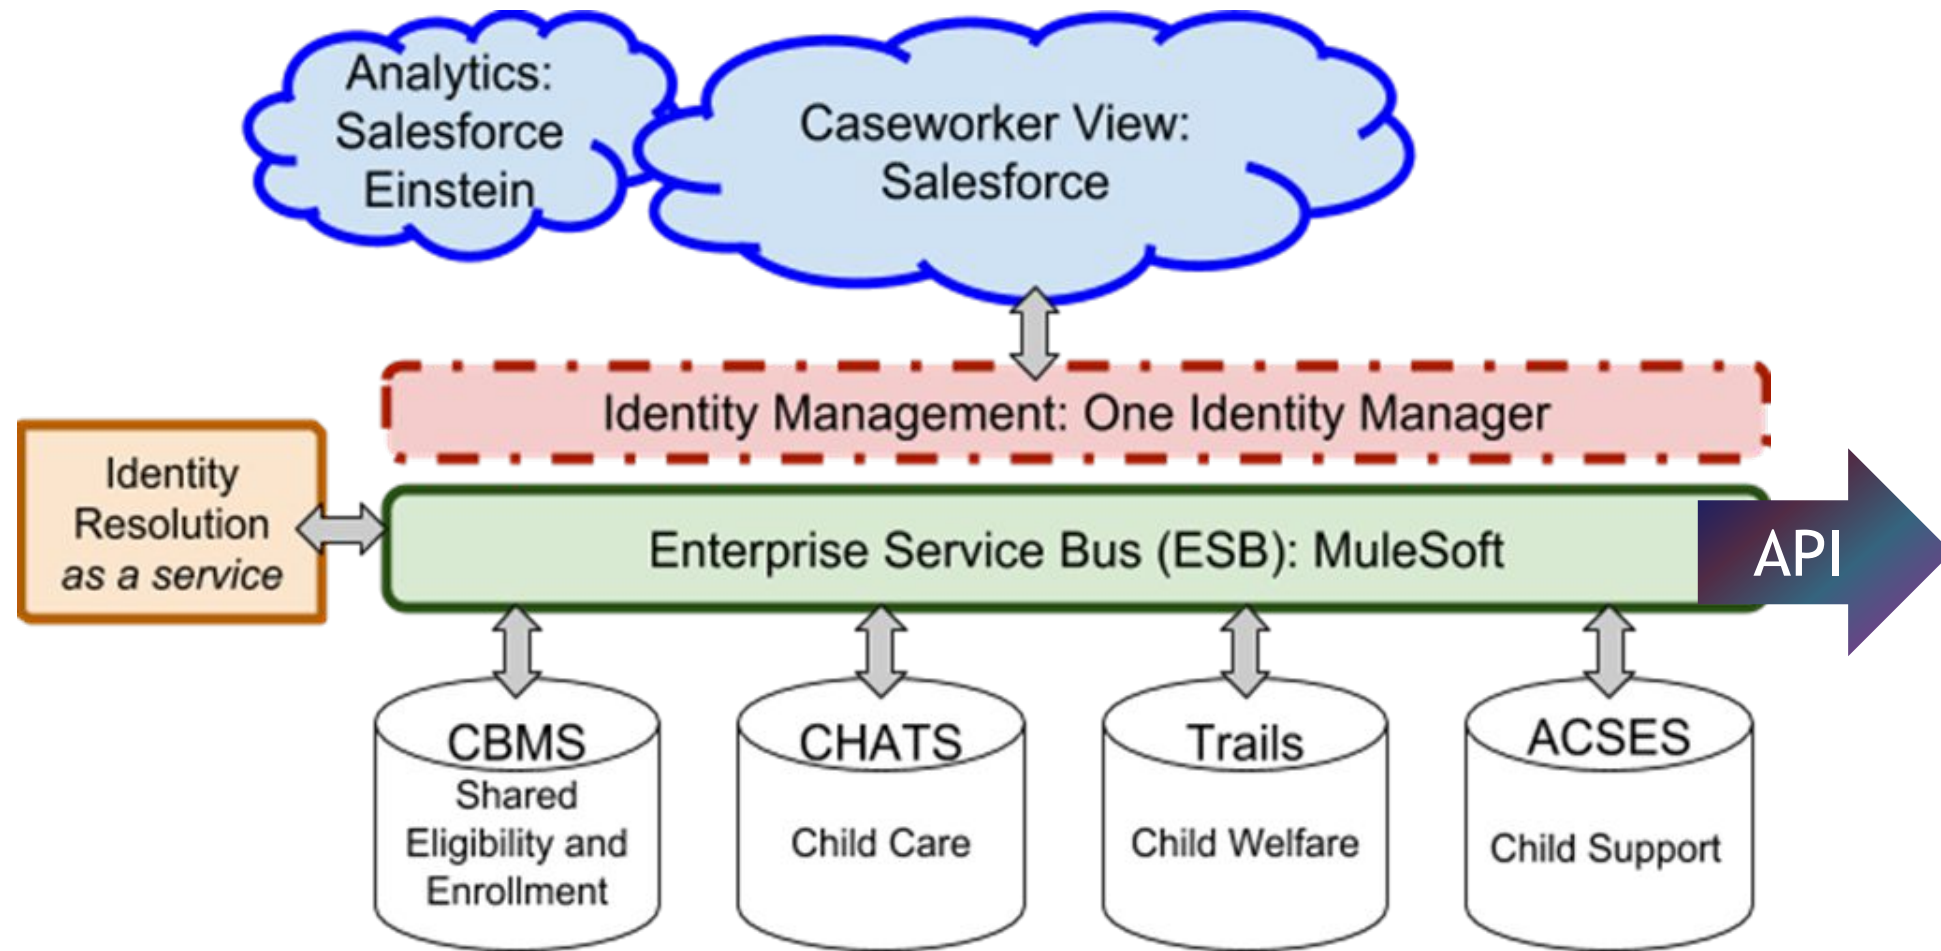 Analytics:
Salesforce
Einstein
Caseworker View:
Salesforce
Identity Management: One Identity Manager
Identity
Resolution
as a service
Enterprise Service Bus (ESB): MuleSoft
API
CBMS
Shared
Eligibility and
Enrollment
CHATS
Child Care
Trails
Child Welfare
ACSES
Child Support